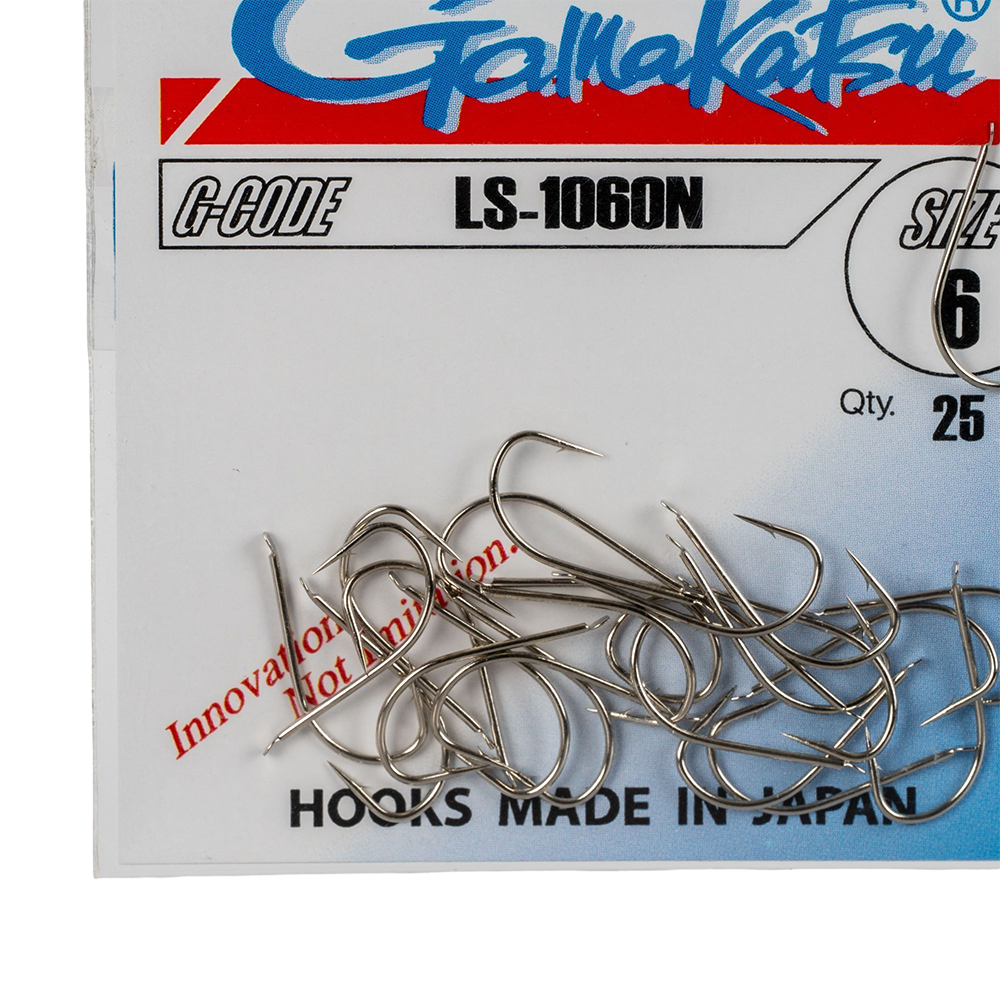 Gamakatsu ®
G-CODE LS-1060N
SIZE
6
Qty. 25
Innovation.
Not Imitation.
HOOKS MADE IN JAPAN